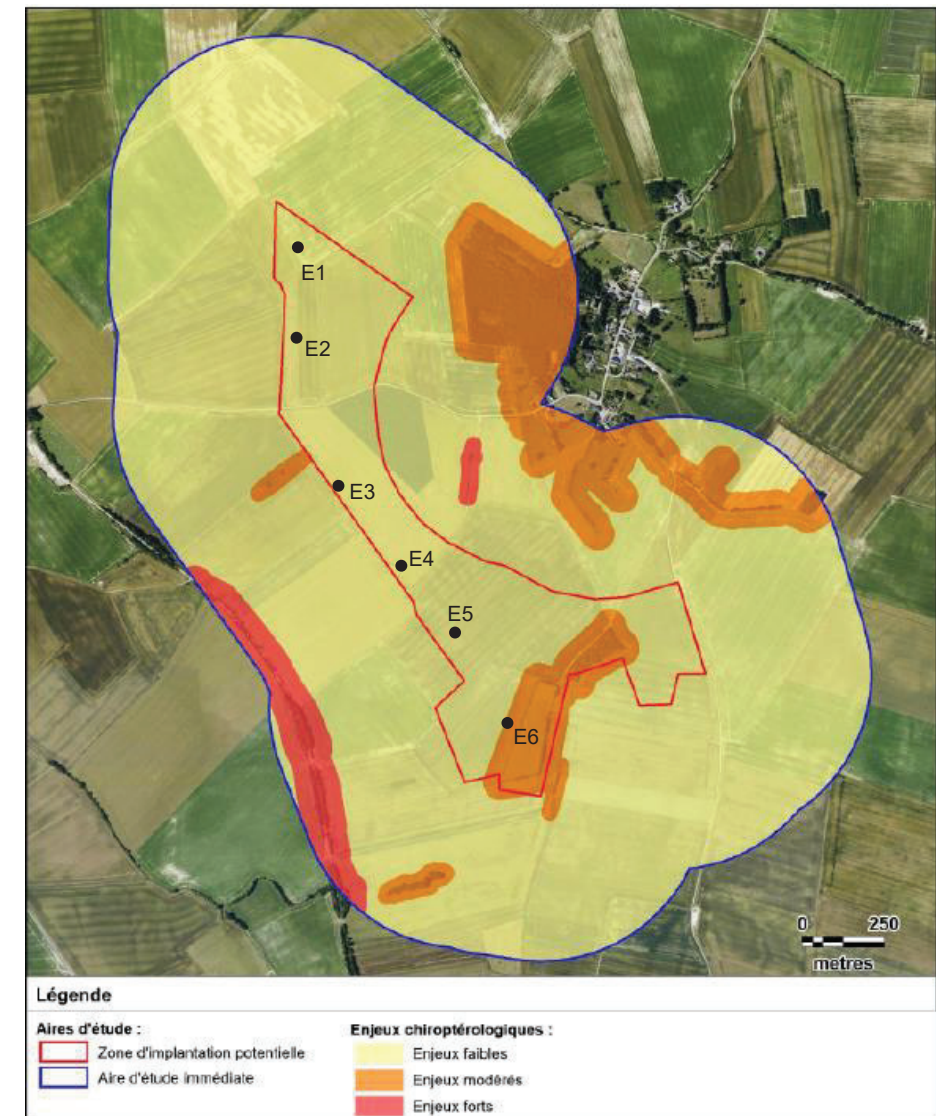 E1
E2
E3
E4
E5
E6
0 250
metres
Légende
Aires d'étude :
Zone d'implantation potentielle
Aire d'étude immédiate
Enjeux chiroptérologiques :
Enjeux faibles
Enjeux modérés
Enjeux forts